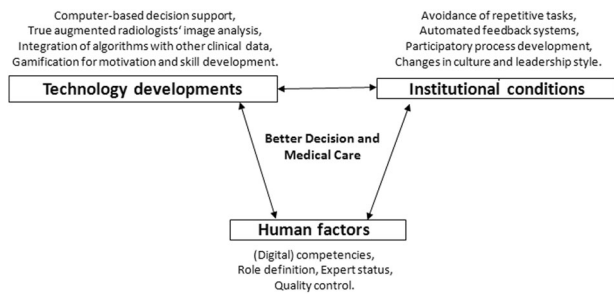 Computer-based decision support,
True augmented radiologists' image analysis,
Integration of algorithms with other clinical data,
Gamification for motivation and skill development.
Technology developments
Avoidance of repetitive tasks,
Automated feedback systems,
Participatory process development,
Changes in culture and leadership style.
Institutional conditions
Better Decision and
Medical Care
Human factors
(Digital) competencies,
Role definition, Expert status,
Quality control.